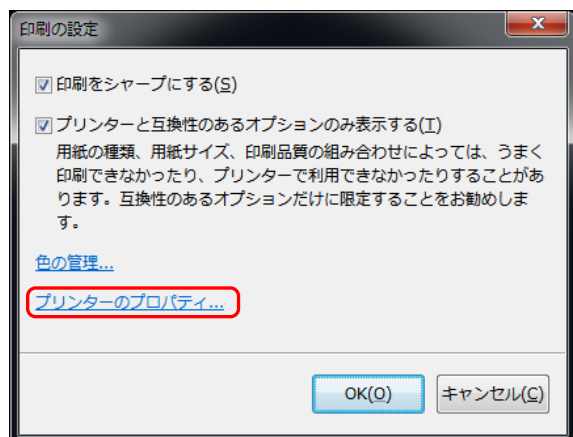 印刷の設定
印刷をシャープにする(S)
プリンターと互換性のあるオプションのみ表示する(T)
用紙の種類、用紙サイズ、印刷品質の組み合わせによっては、うまく
印刷できなかったり、プリンターで利用できなかったりすることがあ
ります。互換性のあるオプションだけに限定することをお勧めしま
す。
色の管理...
プリンターのプロパティ...
OK(O) キャンセル(C)